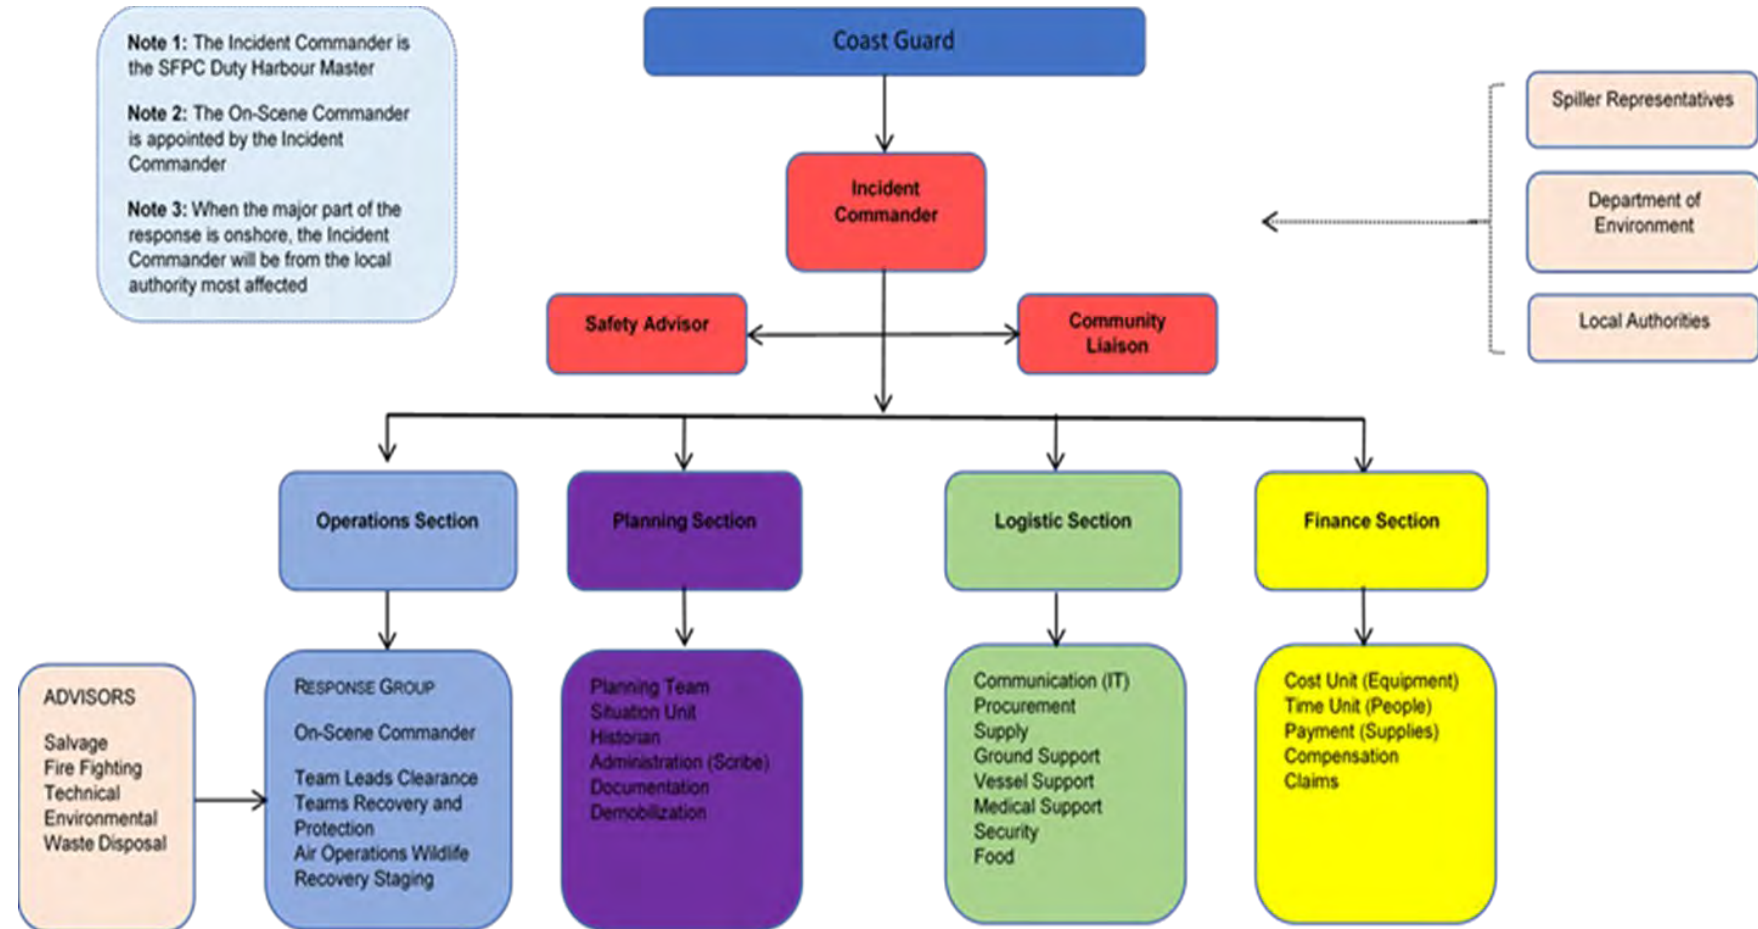 Note 1: The Incident Commander is
the SFPC Duty Harbour Master
Note 2: The On-Scene Commander
is appointed by the Incident
Commander
Note 3: When the major part of the
response is onshore, the Incident
Commander will be from the local
authority most affected
Coast Guard
Incident
Commander
Spiller Representatives
Department of
Environment
Local Authorities
Safety Advisor
Community
Liaison
Operations Section
Planning Section
Logistic Section
Finance Section
ADVISORS
Salvage
Fire Fighting
Technical
Environmental
Waste Disposal
RESPONSE GROUP
On-Scene Commander
Team Leads Clearance
Teams Recovery and
Protection
Air Operations Wildlife
Recovery Staging
Planning Team
Situation Unit
Historian
Administration (Scribe)
Documentation
Demobilization
Communication (IT)
Procurement
Supply
Ground Support
Vessel Support
Medical Support
Security
Food
Cost Unit (Equipment)
Time Unit (People)
Payment (Supplies)
Compensation
Claims